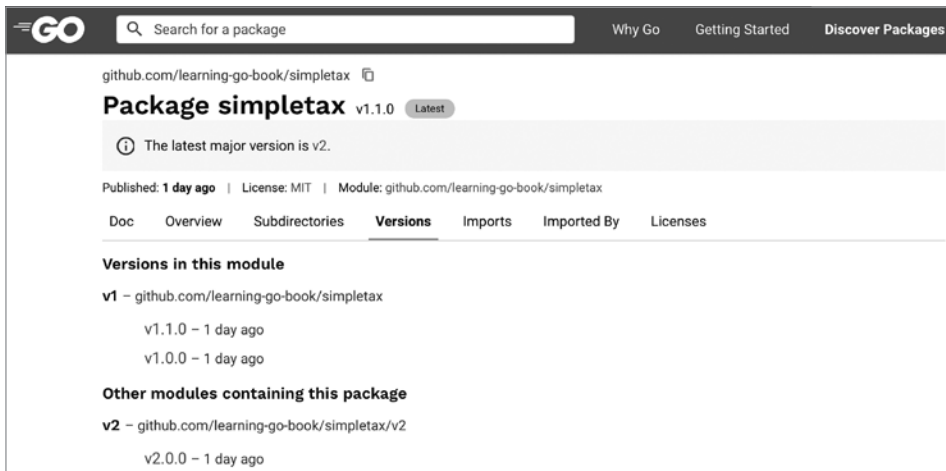 GO Search for a package Why Go Getting Started Discover Packages
github.com/learning-go-book/simpletax
Package simpletax v1.1.0 Latest
The latest major version is v2.
Published: 1 day ago | License: MIT | Module: github.com/learning-go-book/simpletax
Doc Overview Subdirectories Versions Imports Imported By Licenses
Versions in this module
v1 – github.com/learning-go-book/simpletax
v1.1.0 – 1 day ago
v1.0.0 – 1 day ago
Other modules containing this package
v2 – github.com/learning-go-book/simpletax/v2
v2.0.0 – 1 day ago